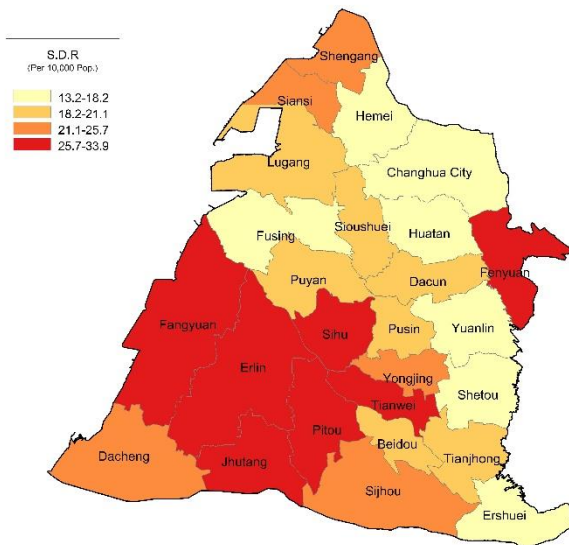 S.D.R
(Per 10,000 Pop.)
13.2-18.2
18.2-21.1
21.1-25.7
25.7-33.9
Shengang
Siansi
Hemei
Lugang
Changhua City
Sioushuei
Huatan
Fusing
Fenyuan
Puyan
Dacun
Fangyuan
Sihu
Pusin
Yuanlin
Erlin
Yongjing
Tianwei
Shetou
Pitou
Beidou
Dacheng
Jhutang
Tianjhong
Sijhou
Ershuei